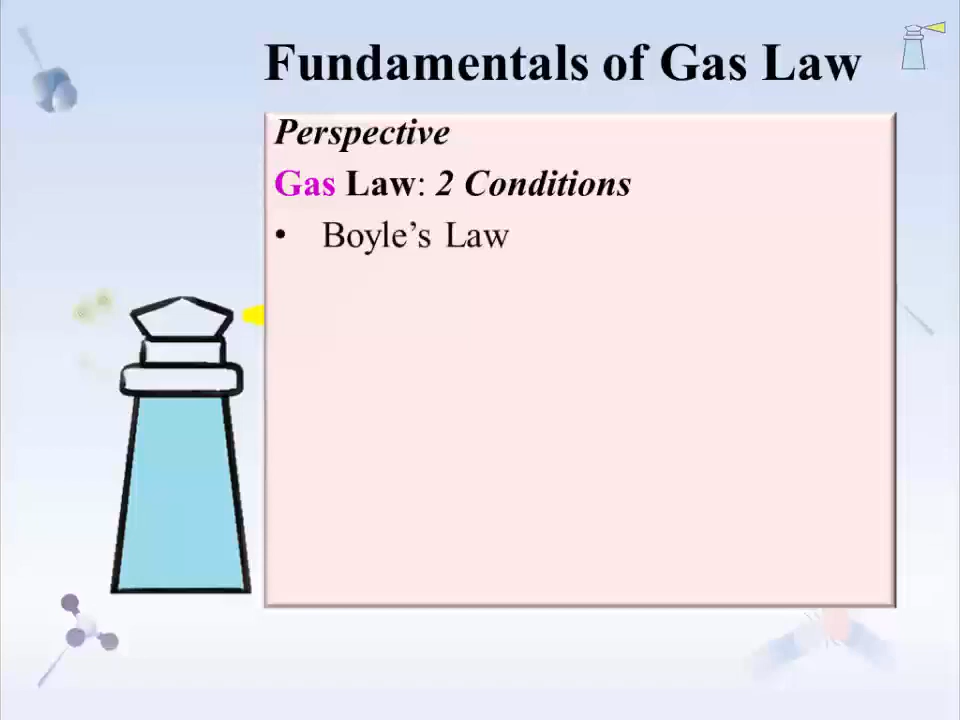 Fundamentals of Gas Law
Perspective
Gas Law: 2 Conditions
• Boyle’s Law